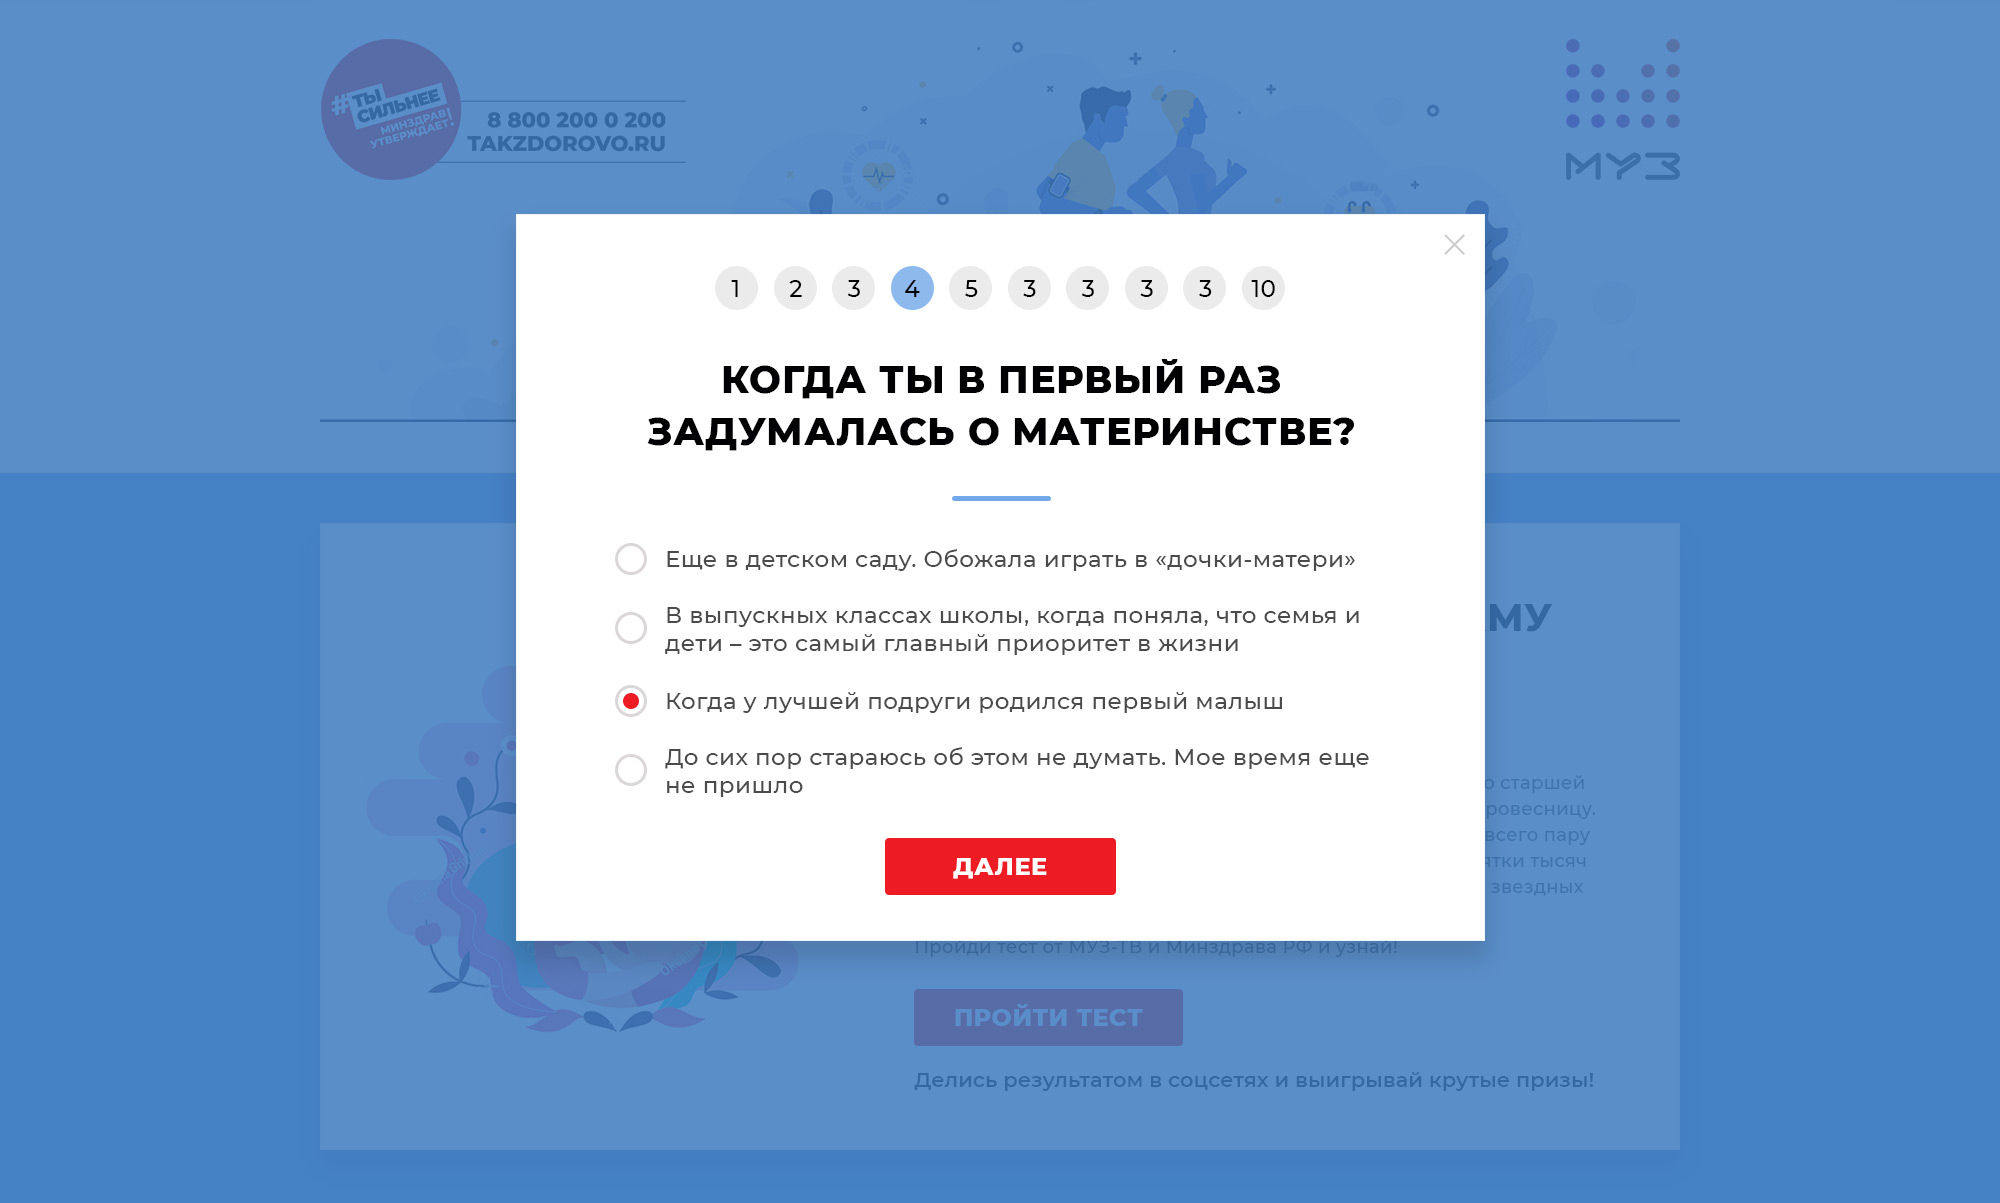 #ТЫ
СИЛЬНЕЕ
МИНЗДРАВ
УТВЕРЖДАЕТ!
8 800 200 0 200
TAKZDOROVO.RU
МУЗ
1 2 3 4 5 3 3 3 3 10
КОГДА ТЫ В ПЕРВЫЙ РАЗ
ЗАДУМАЛАСЬ О МАТЕРИНСТВЕ?
Еще в детском саду. Обожала играть в «дочки-матери»
В выпускных классах школы, когда поняла, что семья и
дети – это самый главный приоритет в жизни
Когда у лучшей подруги родился первый малыш
До сих пор стараюсь об этом не думать. Мое время еще
не пришло
ДАЛЕЕ
МУ
старшей
ровесницу.
всего пару
тысяч
звездных
Пройди тест от МУЗ-ТВ и Минздрава РФ и узнай!
ПРОЙТИ ТЕСТ
Делись результатом в соцсетях и выигрывай крутые призы!